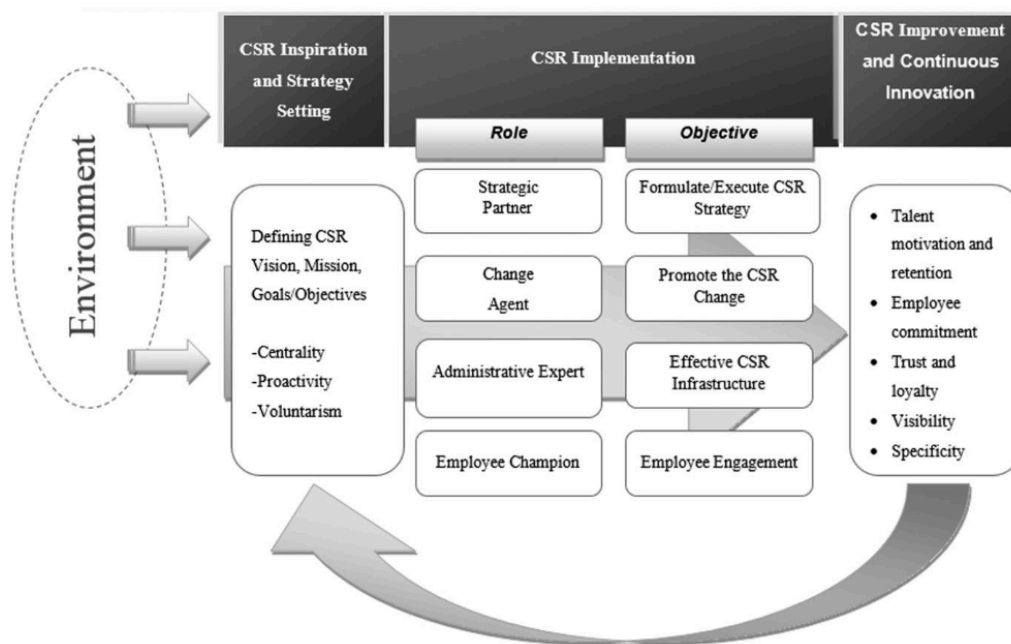 CSR Inspiration
and Strategy
Setting
CSR Implementation
CSR Improvement
and Continuous
Innovation
Role
Objective
Environment
Defining CSR
Vision, Mission,
Goals/Objectives
-Centrality
-Proactivity
-Voluntarism
Strategic
Partner
Formulate/Execute CSR
Strategy
Change
Agent
Promote the CSR
Change
Administrative Expert
Effective CSR
Infrastructure
Employee Champion
Employee Engagement
• Talent
motivation and
retention
• Employee
commitment
• Trust and
loyalty
• Visibility
• Specificity